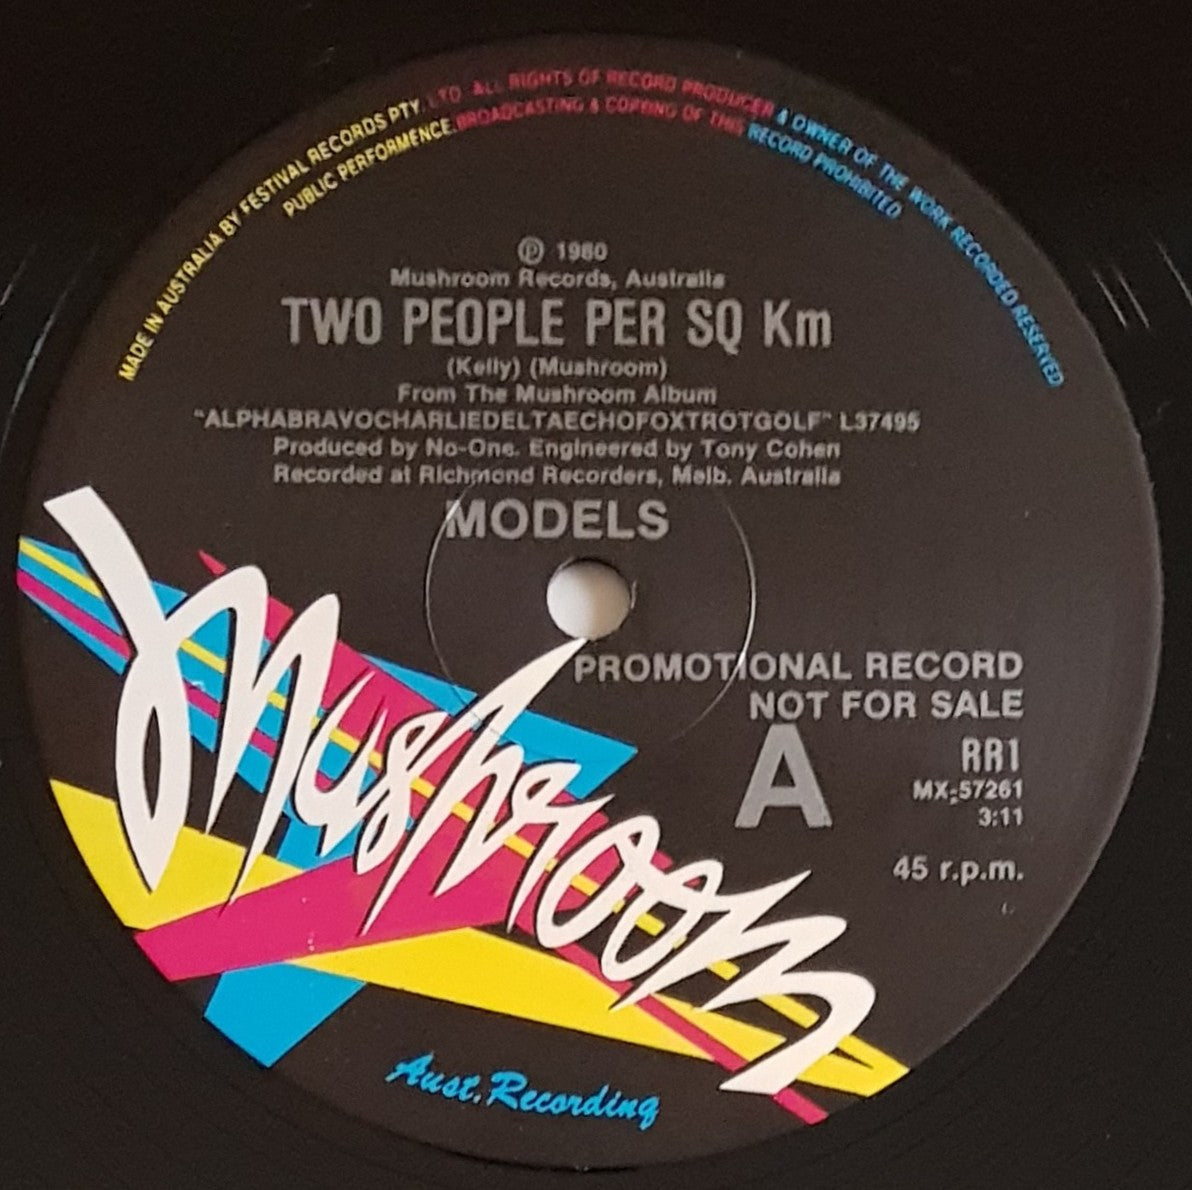 MADE IN AUSTRALIA BY FESTIVAL RECORDS PTY. LTD. ALL RIGHTS OF RECORD PRODUCER & OWNER OF THE WORK RECORDED RESERVED
PUBLIC PERFORMENCE. BROADCASTING & COPYING OF THIS RECORD PROHIBITED
℗ 1980
Mushroom Records, Australia
TWO PEOPLE PER SQ Km
(Kelly) (Mushroom)
From The Mushroom Album
"ALPHABRAVOCHARLIEDELTAECHOFOXTROTGOLF" L37495
Produced by No-One. Engineered by Tony Cohen
Recorded at Richmond Recorders, Melb. Australia
MODELS
PROMOTIONAL RECORD
NOT FOR SALE
A
RR1
MX-57261
3:11
45 r.p.m.
Mushroom
Aust. Recording